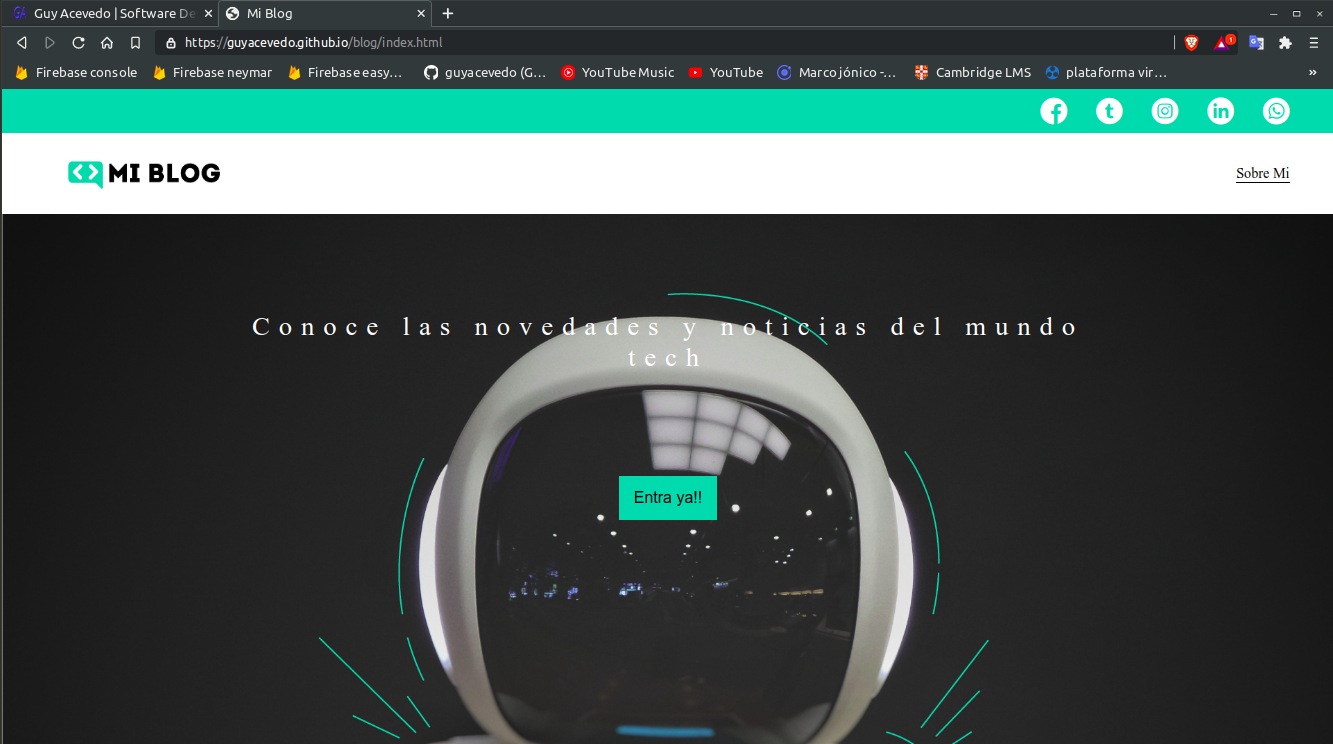 Guy Acevedo | Software De
Mi Blog
https://guyacevedo.github.io/blog/index.html
1
Firebase console
Firebase neymar
Firebase easy...
guyacevedo (G...
YouTube Music
YouTube
Marco jónico -...
Cambridge LMS
plataforma vir...
»
MI BLOG
Sobre Mi
Conoce las novedades y noticias del mundo
tech
Entra ya!!